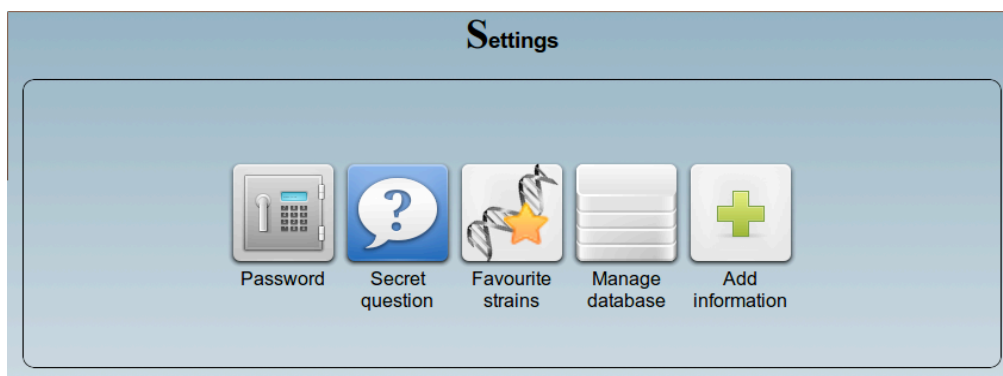 Settings
?
Password
Secret
question
Favourite
strains
Manage
database
Add
information